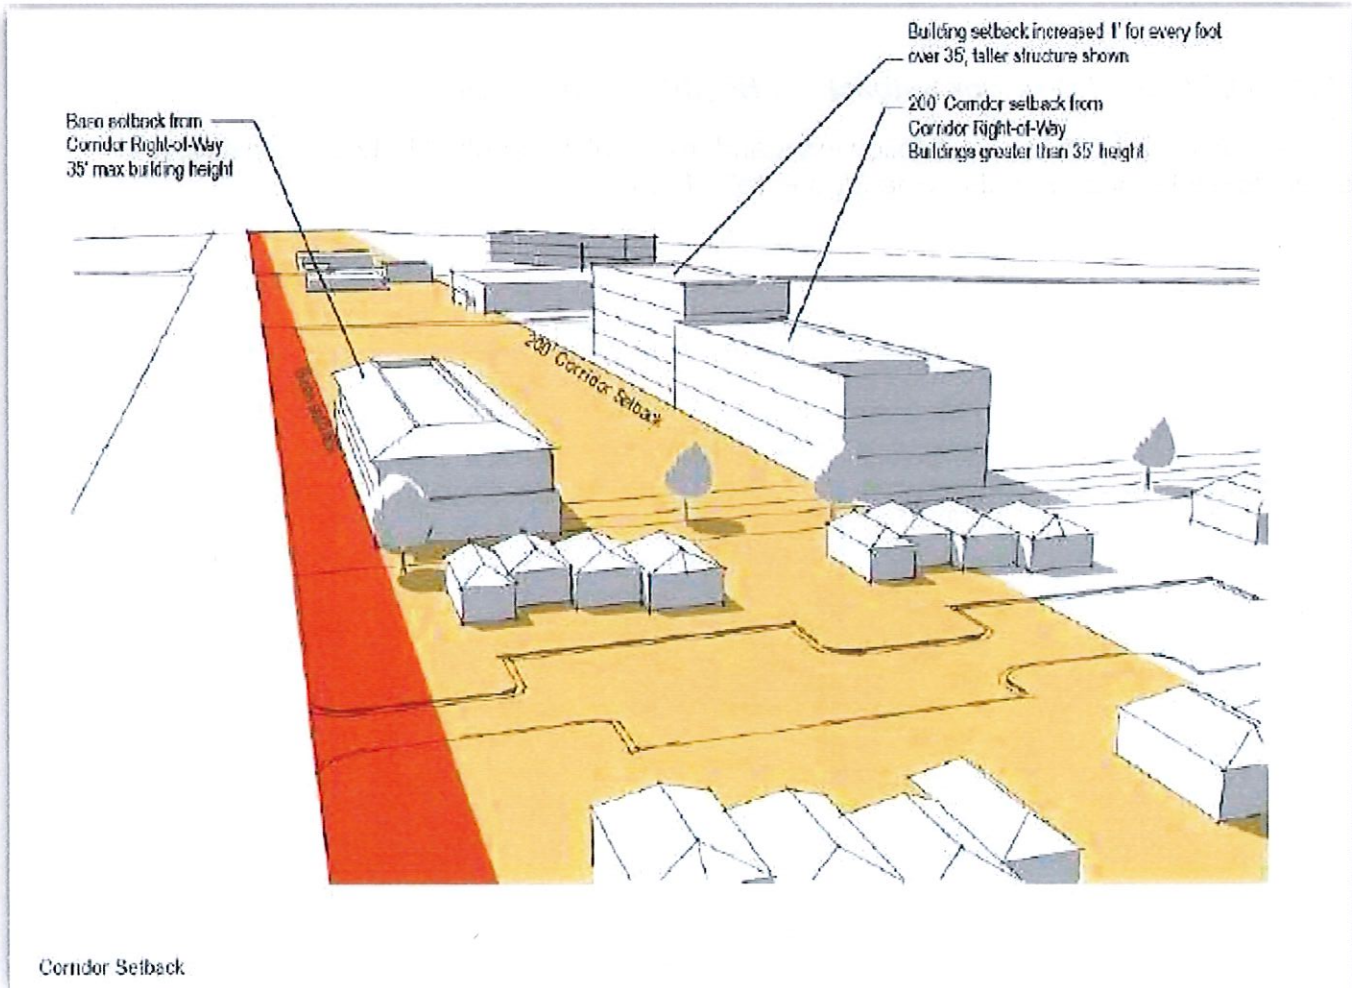 Building setback increased 1' for every foot
over 35', taller structure shown
200' Corridor setback from
Corridor Right-of-Way
Buildings greater than 35' height
Base setback from
Corridor Right-of-Way
35' max building height
200' Corridor Setback
Corridor Setback